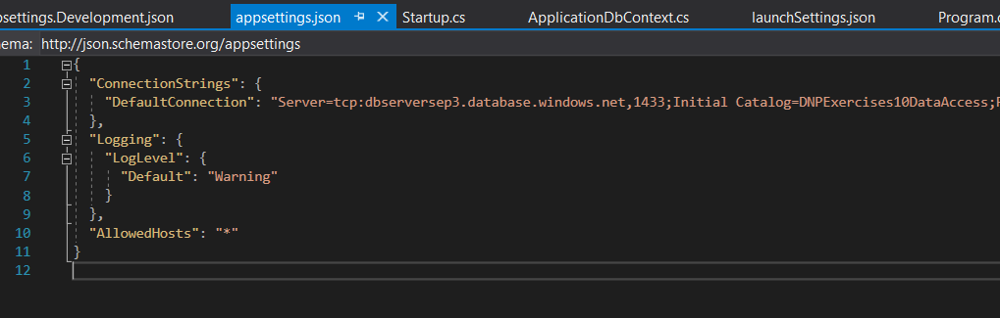 psettings.Development.json appsettings.json Startup.cs ApplicationDbContext.cs launchSettings.json Program.c
ema: http://json.schemastore.org/appsettings
1 {
2 "ConnectionStrings": {
3 "DefaultConnection": "Server=tcp:dbserversep3.database.windows.net,1433;Initial Catalog=DNPExercises10DataAccess;P
4 },
5 "Logging": {
6 "LogLevel": {
7 "Default": "Warning"
8 }
9 },
10 "AllowedHosts": "*"
11 }
12